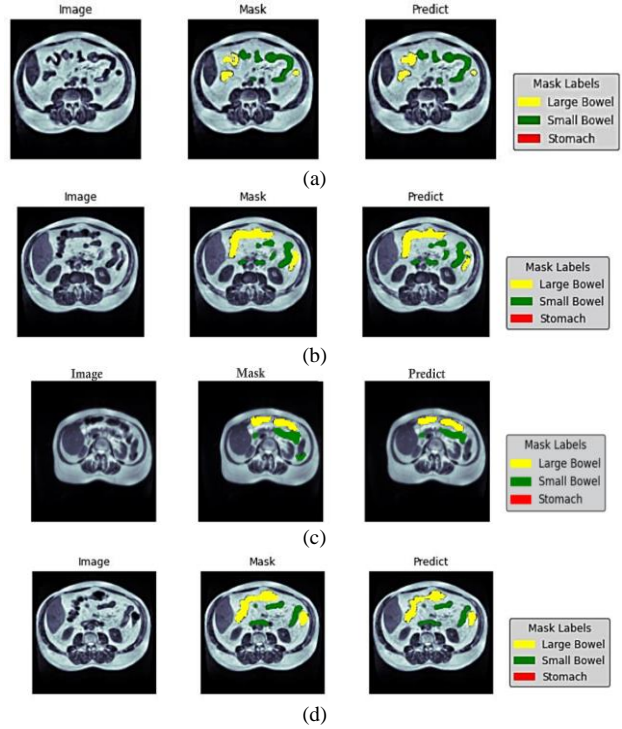 Image Mask Predict
Mask Labels
Large Bowel
Small Bowel
Stomach
(a)
Image Mask Predict
Mask Labels
Large Bowel
Small Bowel
Stomach
(b)
Image Mask Predict
Mask Labels
Large Bowel
Small Bowel
Stomach
(c)
Image Mask Predict
Mask Labels
Large Bowel
Small Bowel
Stomach
(d)